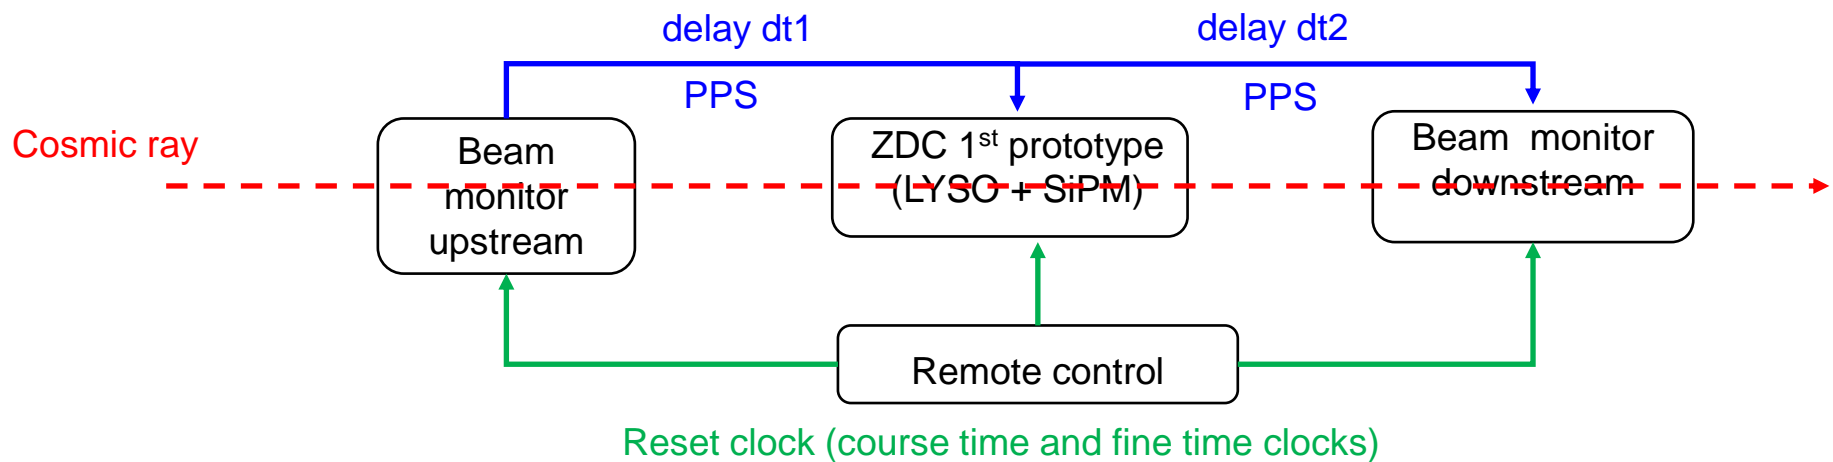 delay dt1
delay dt2
PPS
PPS
Cosmic ray
Beam
monitor
upstream
ZDC 1st prototype
(LYSO + SiPM)
Beam monitor
downstream
Remote control
Reset clock (course time and fine time clocks)